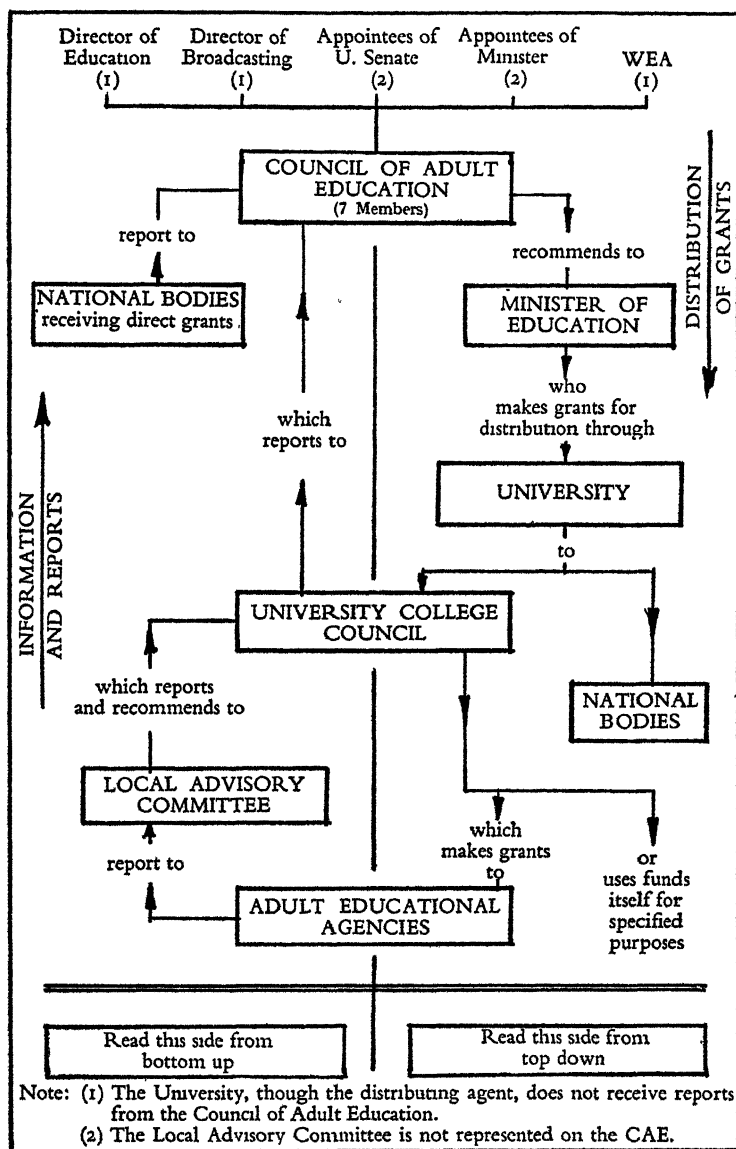 Director of Education (1)
Director of Broadcasting (1)
Appointees of U. Senate (2)
Appointees of Minister (2)
WEA (1)
COUNCIL OF ADULT
EDUCATION
(7 Members)
report to
NATIONAL BODIES
receiving direct grants
recommends to
MINISTER OF
EDUCATION
DISTRIBUTION
OF GRANTS
who
makes grants for
distribution through
UNIVERSITY
to
which
reports to
INFORMATION
AND REPORTS
UNIVERSITY COLLEGE
COUNCIL
NATIONAL
BODIES
which reports
and recommends to
LOCAL ADVISORY
COMMITTEE
report to
which
makes grants
to
or
uses funds
itself for
specified
purposes
ADULT EDUCATIONAL
AGENCIES
Read this side from
bottom up
Read this side from
top down
Note: (1) The University, though the distributing agent, does not receive reports
from the Council of Adult Education.
(2) The Local Advisory Committee is not represented on the CAE.